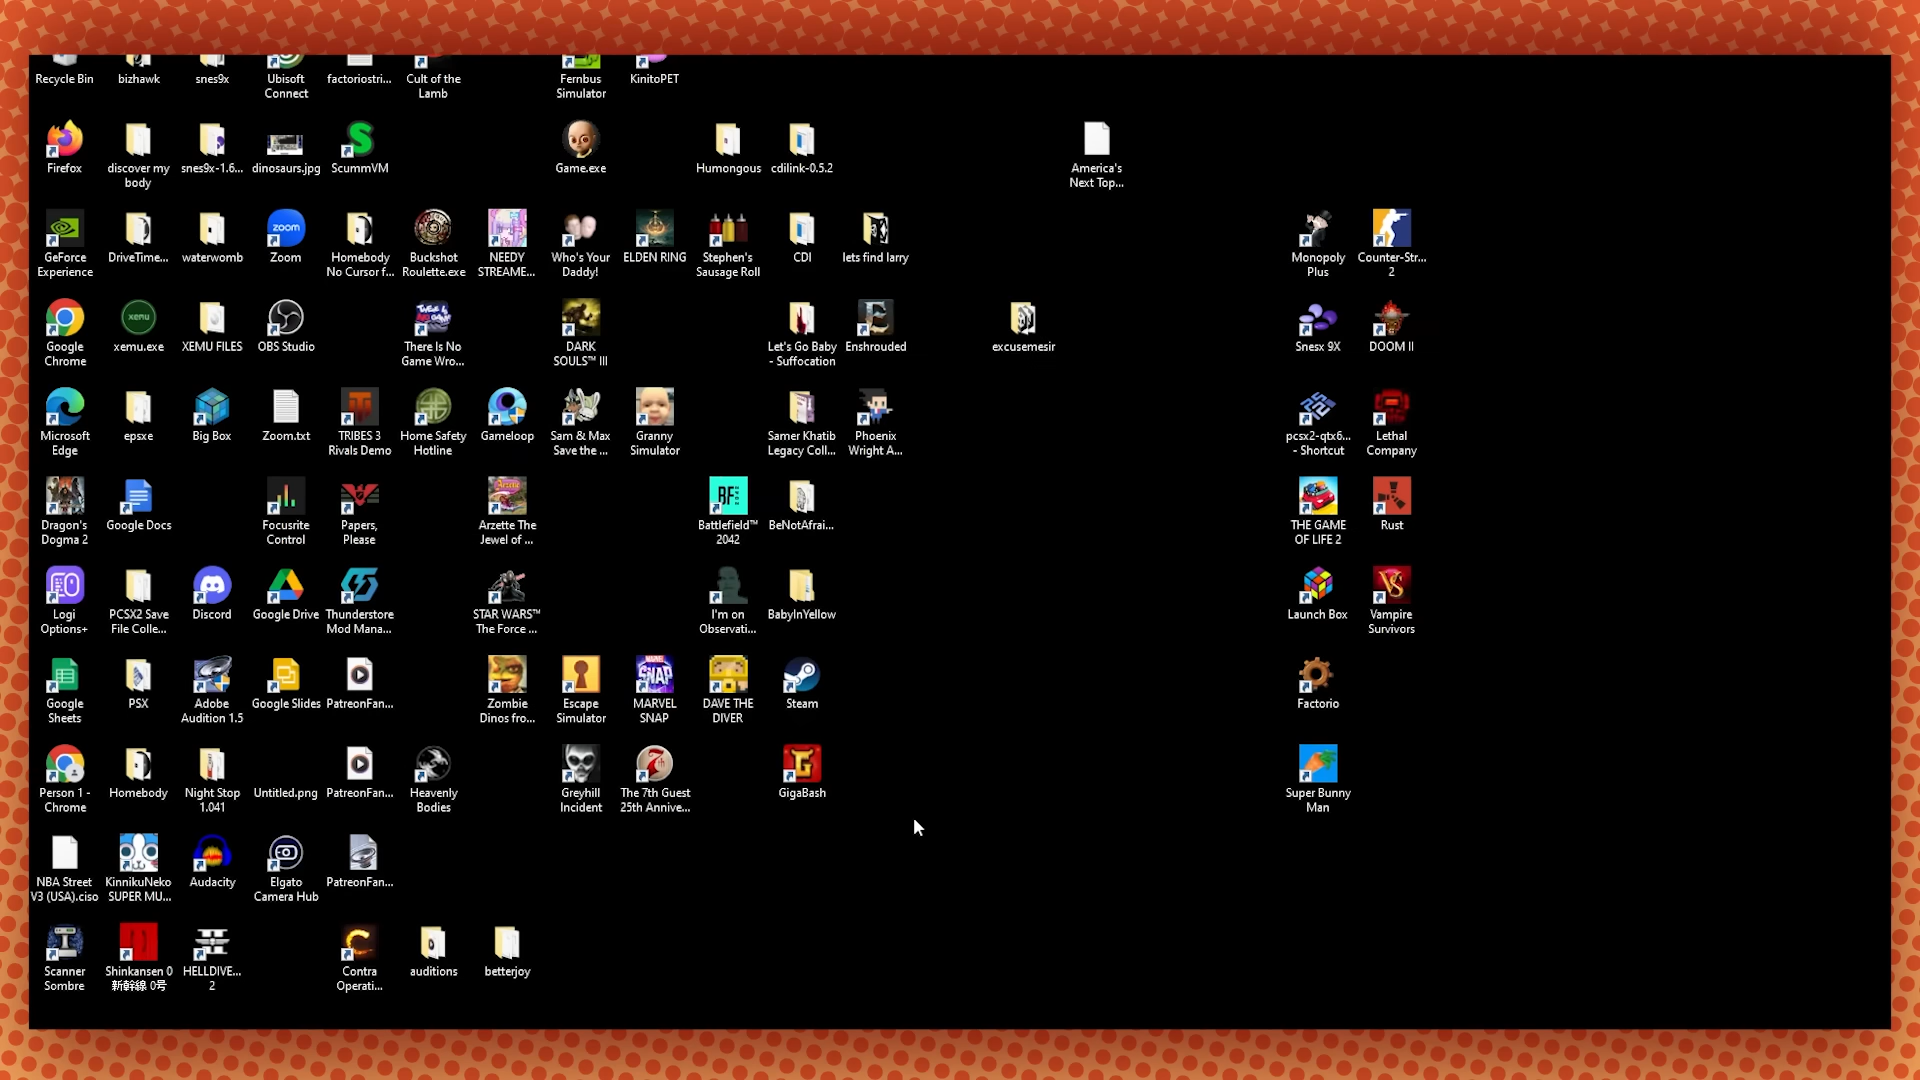 Recycle Bin
bizhawk
snes9x
Ubisoft
Connect
factoriostri...
Cult of the
Lamb
Fernbus
Simulator
KinitoPET
Firefox
discover my
body
snes9x-1.6...
dinosaurs.jpg
ScummVM
Game.exe
Humongous
cdilink-0.5.2
America's
Next Top...
GeForce
Experience
DriveTime...
waterwomb
zoom
Zoom
Homebody
No Cursor f...
Buckshot
Roulette.exe
NEEDY
STREAME...
Who's Your
Daddy!
ELDEN RING
Stephen's
Sausage Roll
CDI
lets find larry
Monopoly
Plus
Counter-Str...
2
Google
Chrome
xemu
xemu.exe
XEMU FILES
OBS Studio
There Is No
Game Wro...
DARK
SOULS™ III
Let's Go Baby
- Suffocation
Enshrouded
excusemesir
Snesx 9X
DOOM II
Microsoft
Edge
epsxe
Big Box
Zoom.txt
TRIBES 3
Rivals Demo
Home Safety
Hotline
Gameloop
Sam & Max
Save the ...
Granny
Simulator
Samer Khatib
Legacy Coll...
Phoenix
Wright A...
pcsx2-qtx6...
- Shortcut
Lethal
Company
Dragon's
Dogma 2
Google Docs
Focusrite
Control
Papers,
Please
Arzette The
Jewel of ...
BF
Battlefield™
2042
BeNotAfrai...
THE GAME
OF LIFE 2
Rust
Logi
Options+
PCSX2 Save
File Colle...
Discord
Google Drive
Thunderstore
Mod Mana...
STAR WARS™
The Force ...
I'm on
Observati...
BabyInYellow
Launch Box
VS
Vampire
Survivors
Google
Sheets
PSX
Adobe
Audition 1.5
Google Slides
PatreonFan...
Zombie
Dinos fro...
Escape
Simulator
MARVEL
SNAP
MARVEL
SNAP
DAVE THE
DIVER
Steam
Factorio
Person 1 -
Chrome
Homebody
Night Stop
1.041
Untitled.png
PatreonFan...
Heavenly
Bodies
Greyhill
Incident
7th
The 7th Guest
25th Annive...
G
GigaBash
Super Bunny
Man
NBA Street
V3 (USA).ciso
KinnikuNeko
SUPER MU...
Audacity
Elgato
Camera Hub
PatreonFan...
Scanner
Sombre
Shinkansen 0
新幹線 0号
HELLDIVE...
2
Contra
Operati...
auditions
betterjoy